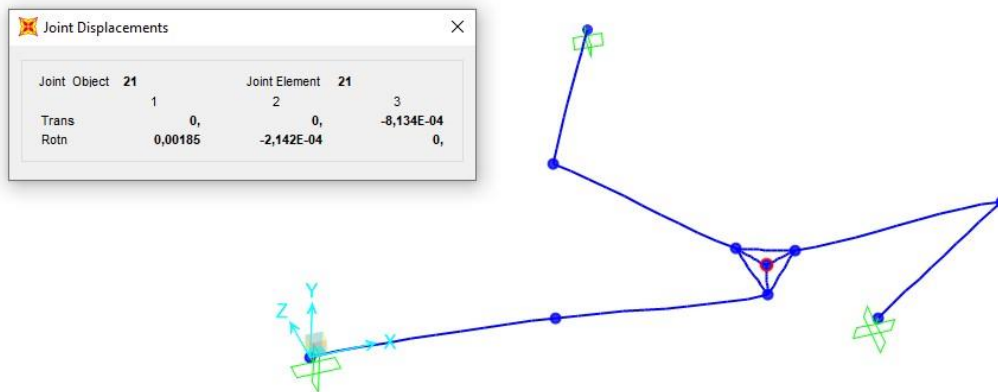 Joint Displacements
Joint Object 21 Joint Element 21
1 2 3
Trans 0, 0, -8,134E-04
Rotn 0,00185 -2,142E-04 0,
Y
Z
X